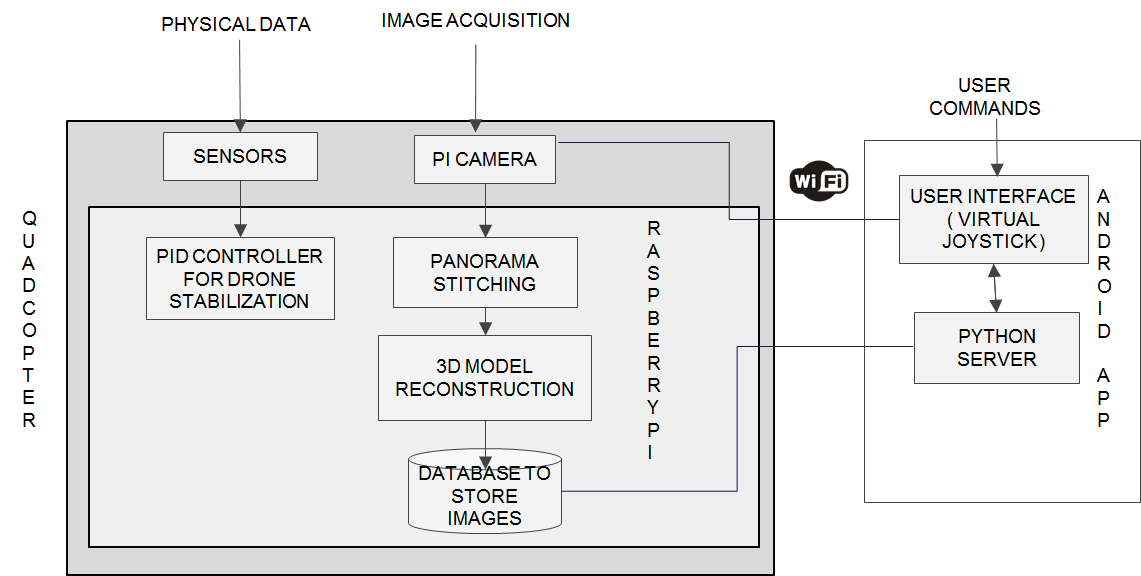 PHYSICAL DATA
IMAGE ACQUISITION
USER
COMMANDS
SENSORS
PI CAMERA
WiFi
USER INTERFACE
( VIRTUAL
JOYSTICK )
QUADCOPTER
PID CONTROLLER
FOR DRONE
STABILIZATION
PANORAMA
STITCHING
RASPBERRYPI
3D MODEL
RECONSTRUCTION
DATABASE TO
STORE
IMAGES
PYTHON
SERVER
ANDROID APP